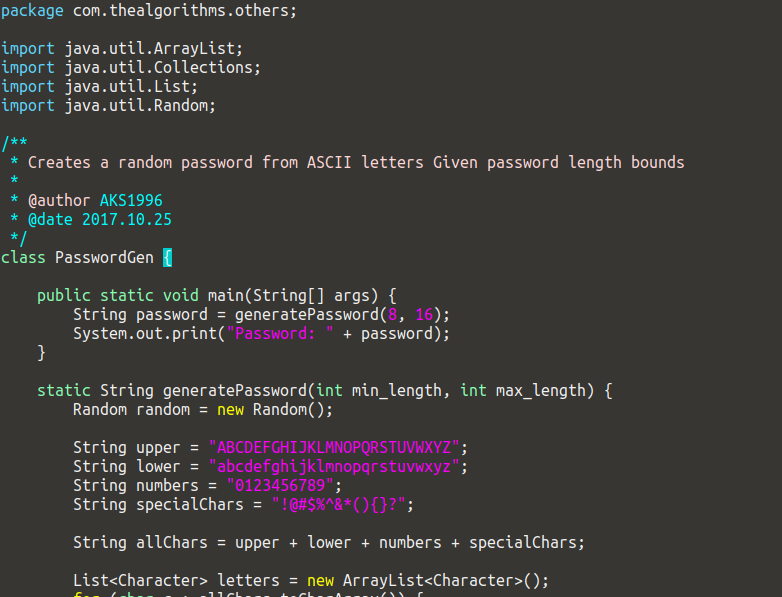 package com.thealgorithms.others;

import java.util.ArrayList;
import java.util.Collections;
import java.util.List;
import java.util.Random;

/**
 * Creates a random password from ASCII letters Given password length bounds
 *
 * @author AKS1996
 * @date 2017.10.25
 */
class PasswordGen {

    public static void main(String[] args) {
        String password = generatePassword(8, 16);
        System.out.print("Password: " + password);
    }

    static String generatePassword(int min_length, int max_length) {
        Random random = new Random();

        String upper = "ABCDEFGHIJKLMNOPQRSTUVWXYZ";
        String lower = "abcdefghijklmnopqrstuvwxyz";
        String numbers = "0123456789";
        String specialChars = "!@#$%^&*(){}?";

        String allChars = upper + lower + numbers + specialChars;

        List<Character> letters = new ArrayList<Character>();
        for (char c : allChars.toCharArray()) {